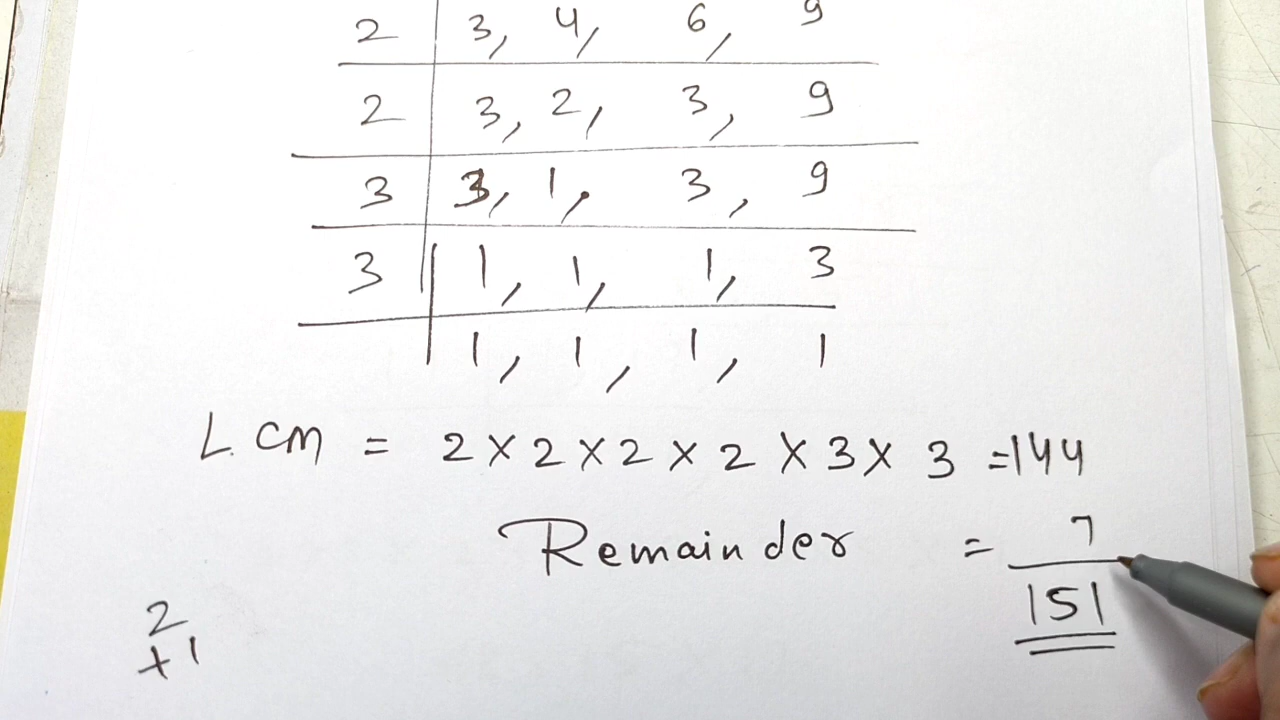 2 3, 4, 6, 9
2 3, 2, 3, 9
3 3, 1, 3, 9
3 1, 1, 1, 3
1, 1, 1, 1
L.CM = 2 × 2 × 2 × 2 × 3 × 3 = 144
Remainder = 7
151
2
+1